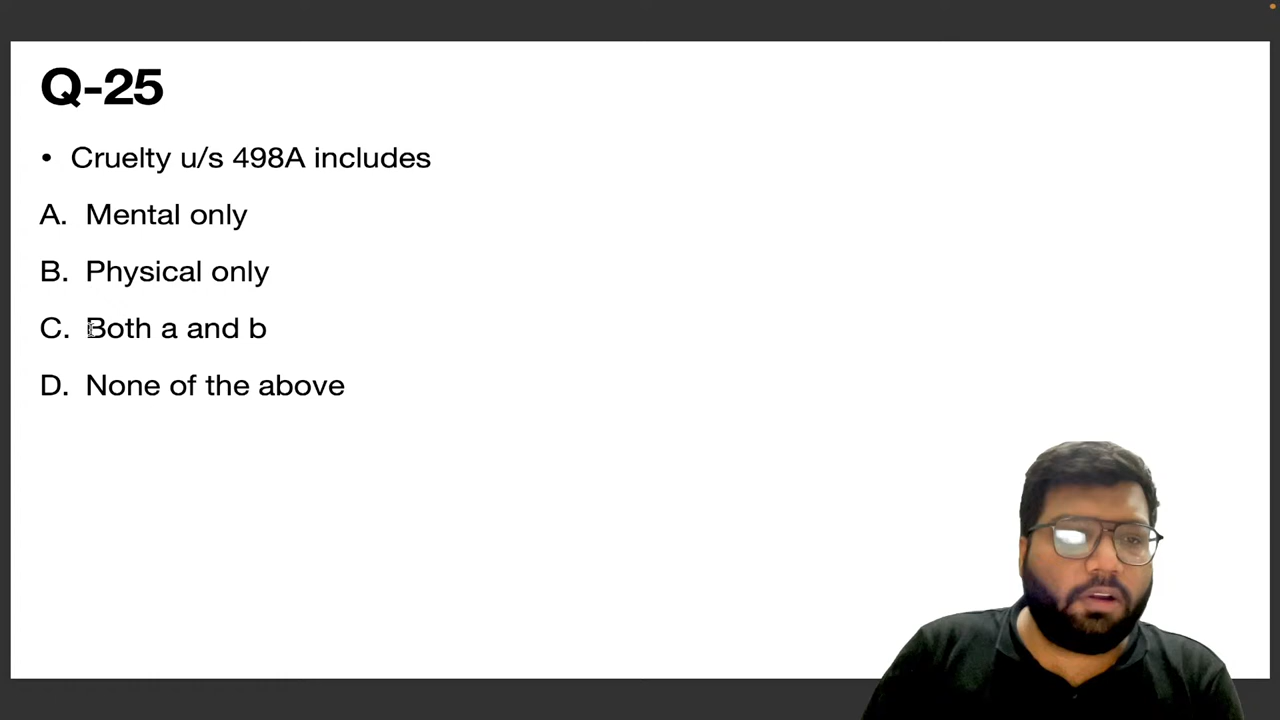 Q-25
• Cruelty u/s 498A includes
A. Mental only
B. Physical only
C. Both a and b
D. None of the above